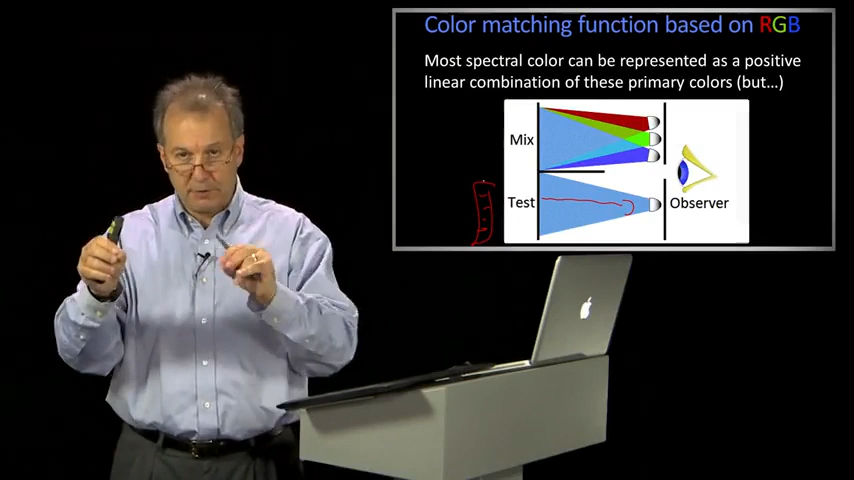 Color matching function based on RGB
Most spectral color can be represented as a positive
linear combination of these primary colors (but...)
Mix
Test
Observer